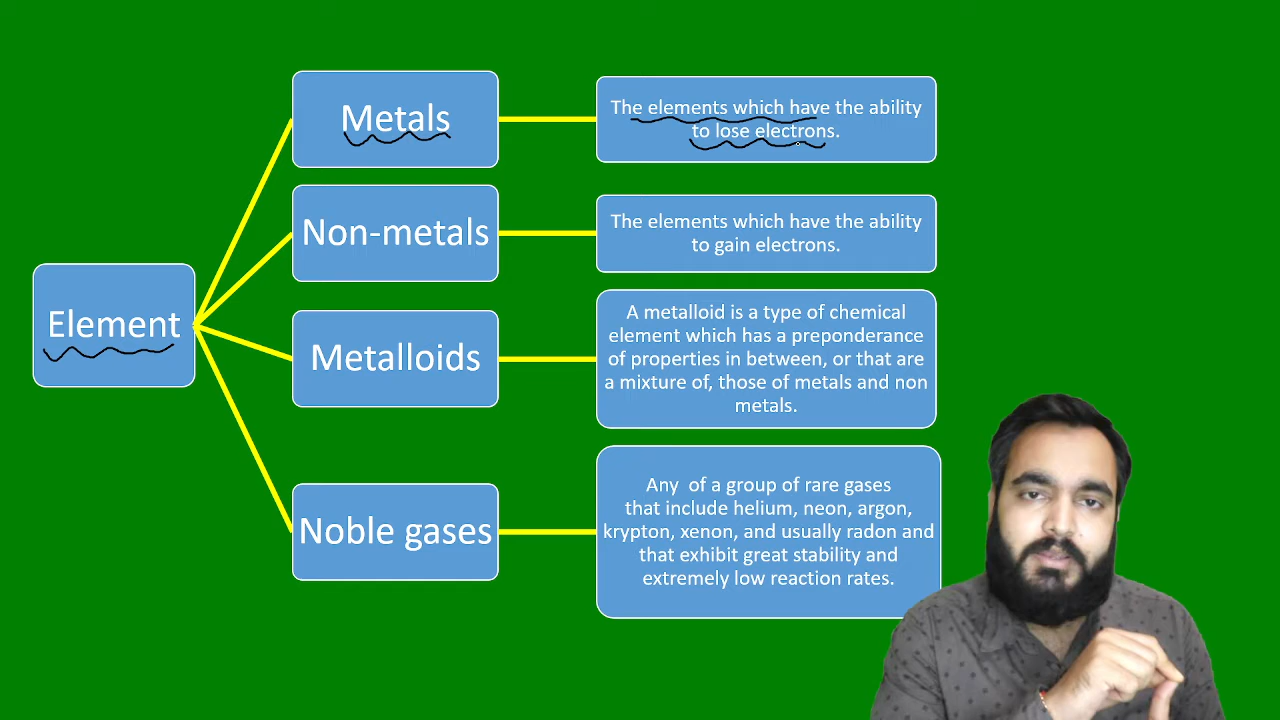 Element
Metals
The elements which have the ability
to lose electrons.
Non-metals
The elements which have the ability
to gain electrons.
Metalloids
A metalloid is a type of chemical
element which has a preponderance
of properties in between, or that are
a mixture of, those of metals and non
metals.
Noble gases
Any of a group of rare gases
that include helium, neon, argon,
krypton, xenon, and usually radon and
that exhibit great stability and
extremely low reaction rates.